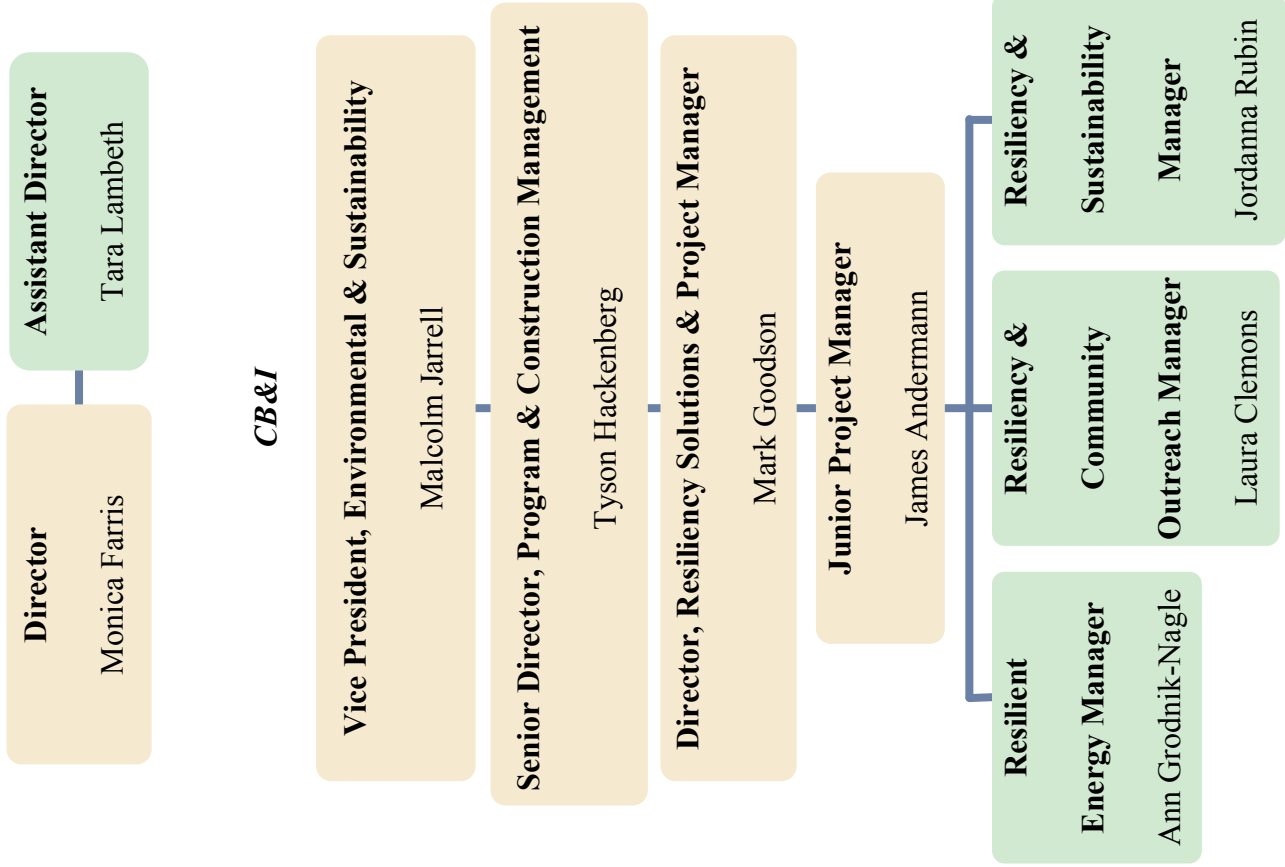 Director
Monica Farris
Assistant Director
Tara Lambeth
CB&I
Vice President, Environmental & Sustainability
Malcolm Jarrell
Senior Director, Program & Construction Management
Tyson Hackenberg
Director, Resiliency Solutions & Project Manager
Mark Goodson
Junior Project Manager
James Andermann
Resilient
Energy Manager
Ann Grodnik-Nagle
Resiliency &
Community
Outreach Manager
Laura Clemons
Resiliency &
Sustainability
Manager
Jordanna Rubin